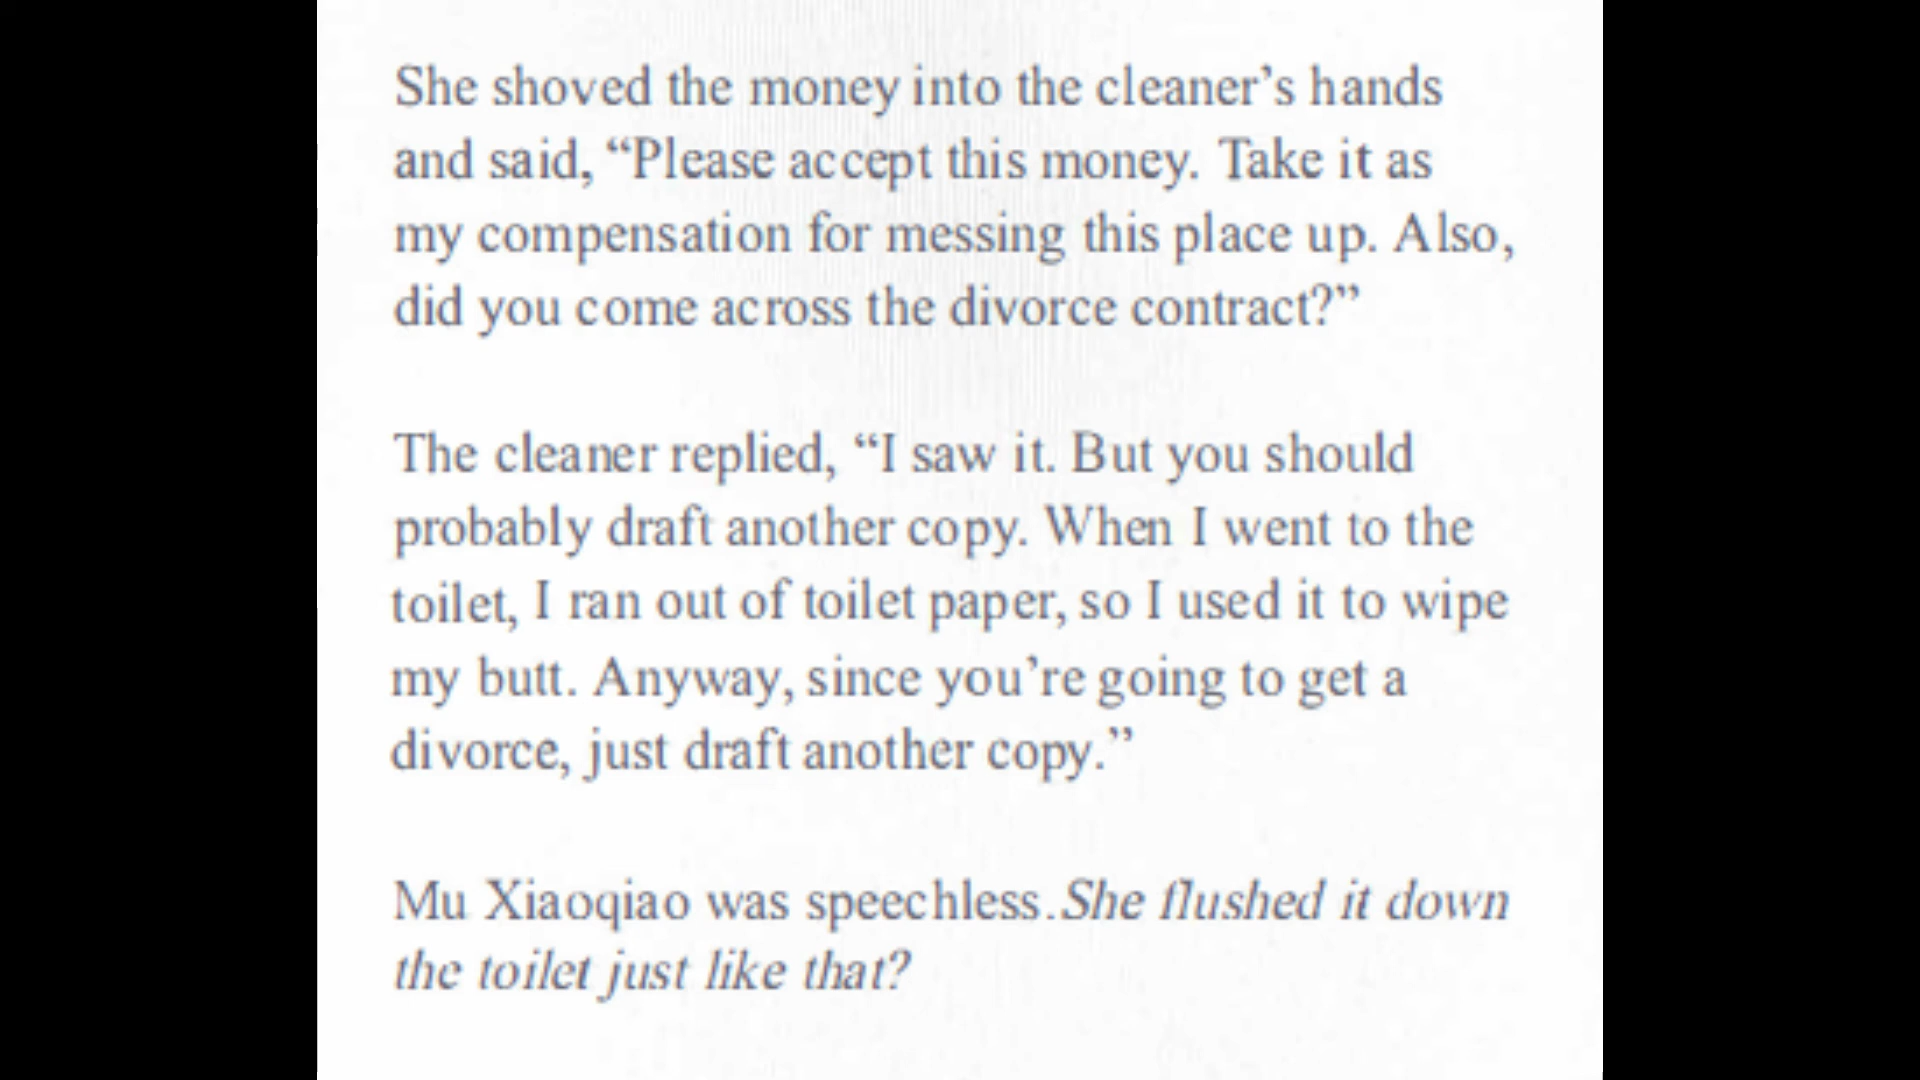 She shoved the money into the cleaner’s hands
and said, “Please accept this money. Take it as
my compensation for messing this place up. Also,
did you come across the divorce contract?”
The cleaner replied, “I saw it. But you should
probably draft another copy. When I went to the
toilet, I ran out of toilet paper, so I used it to wipe
my butt. Anyway, since you’re going to get a
divorce, just draft another copy.”
Mu Xiaoqiao was speechless.She flushed it down
the toilet just like that?